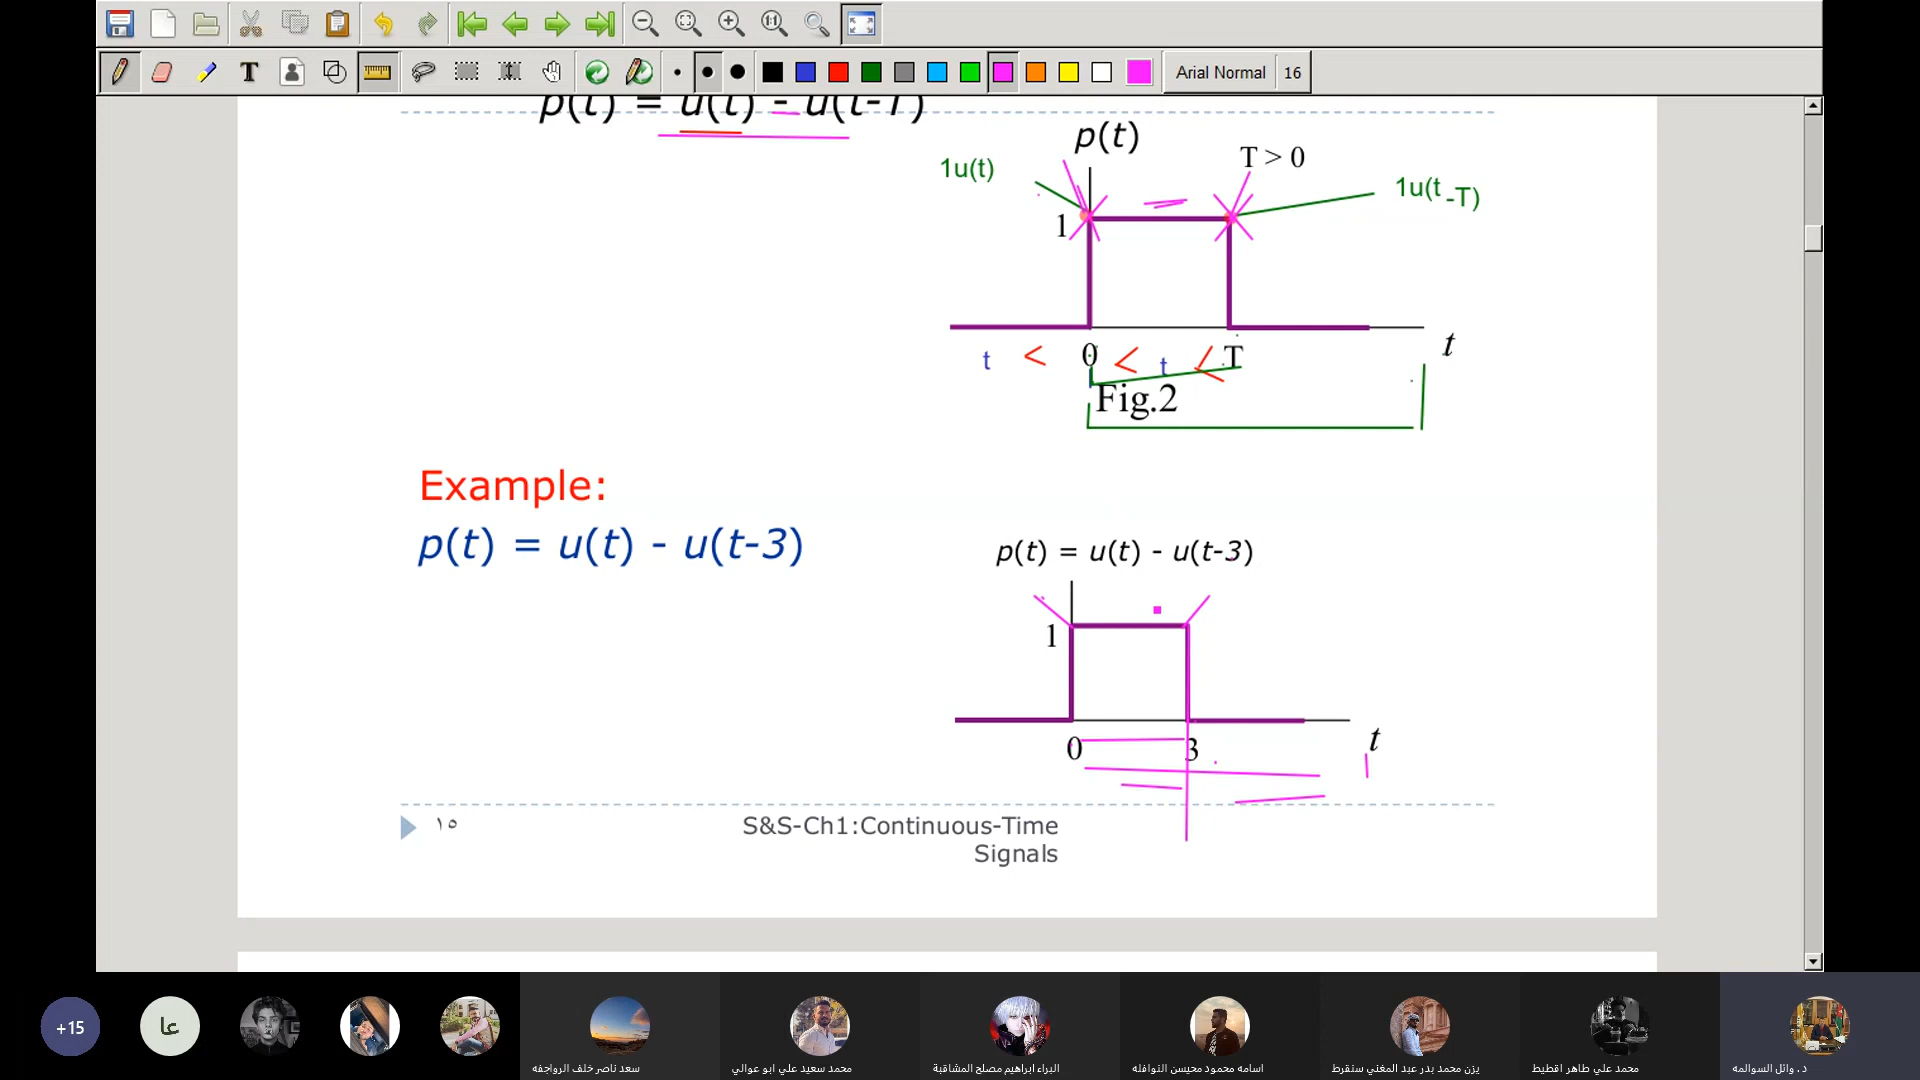 Arial Normal 16
p(t) = u(t) - u(t-T)
p(t)
T > 0
1u(t)
1u(t -T)
1
t < 0 < t < T
t
Fig.2
Example:
p(t) = u(t) - u(t-3)
p(t) = u(t) - u(t-3)
1
0 3 t
١٥
S&S-Ch1:Continuous-Time
Signals
+15
عا
سعد ناصر خلف الرواجفه
محمد سعيد علي ابو عوالي
البراء ابراهيم مصلح المشاقبة
اسامه محمود محيسن النوافله
يزن محمد بدر عبد المغني سنقرط
محمد علي طاهر اقطيط
د. وائل السوالمه